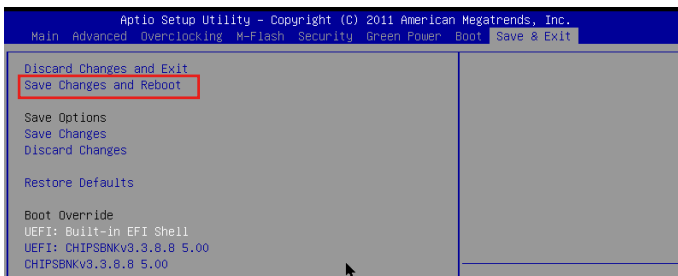 Aptio Setup Utility - Copyright (C) 2011 American Megatrends, Inc.
Main Advanced Overclocking M-Flash Security Green Power Boot Save & Exit
Discard Changes and Exit
Save Changes and Reboot
Save Options
Save Changes
Discard Changes
Restore Defaults
Boot Override
UEFI: Built-in EFI Shell
UEFI: CHIPSBNKv3.3.8.8 5.00
CHIPSBNKv3.3.8.8 5.00